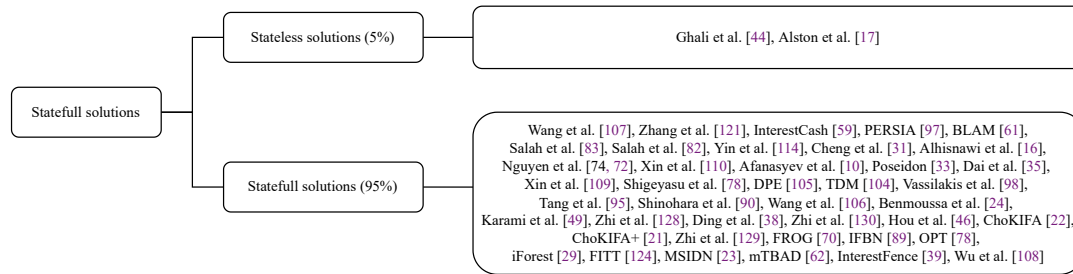 Stateless solutions (5%)
Ghali et al. [44], Alston et al. [17]
Statefull solutions
Statefull solutions (95%)
Wang et al. [107], Zhang et al. [121], InterestCash [59], PERSIA [97], BLAM [61],
Salah et al. [83], Salah et al. [82], Yin et al. [114], Cheng et al. [31], Alhisnawi et al. [16],
Nguyen et al. [74, 72], Xin et al. [110], Afanasyev et al. [10], Poseidon [33], Dai et al. [35],
Xin et al. [109], Shigeyasu et al. [78], DPE [105], TDM [104], Vassilakis et al. [98],
Tang et al. [95], Shinohara et al. [90], Wang et al. [106], Benmoussa et al. [24],
Karami et al. [49], Zhi et al. [128], Ding et al. [38], Zhi et al. [130], Hou et al. [46], ChoKIFA [22],
ChoKIFA+ [21], Zhi et al. [129], FROG [70], IFBN [89], OPT [78],
iForest [29], FITT [124], MSIDN [23], mTBAD [62], InterestFence [39], Wu et al. [108]